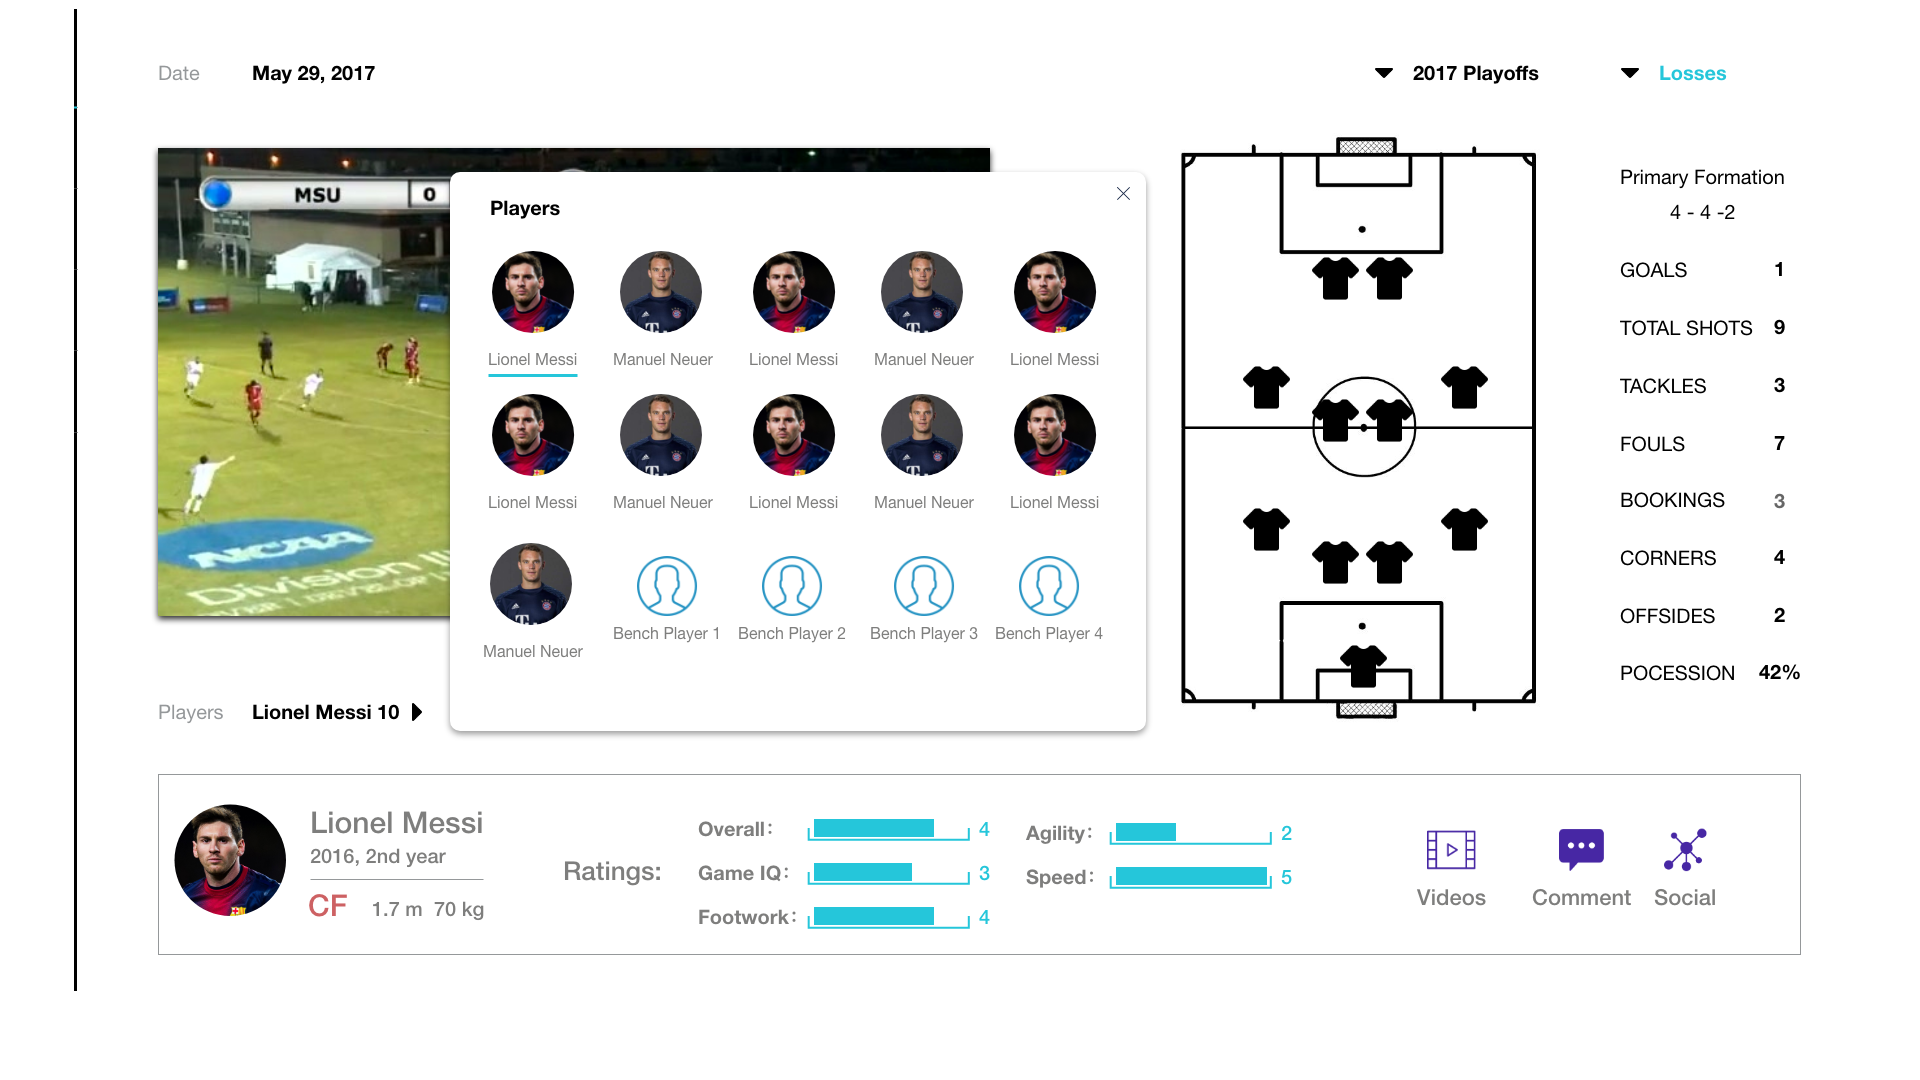 Date May 29, 2017
2017 Playoffs
Losses
MSU 0
NCAA
Division II
Players
Lionel Messi Manuel Neuer Lionel Messi Manuel Neuer Lionel Messi
Lionel Messi Manuel Neuer Lionel Messi Manuel Neuer Lionel Messi
Manuel Neuer Bench Player 1 Bench Player 2 Bench Player 3 Bench Player 4
Primary Formation
4 - 4 -2
GOALS 1
TOTAL SHOTS 9
TACKLES 3
FOULS 7
BOOKINGS 3
CORNERS 4
OFFSIDES 2
POCESSION 42%
Players Lionel Messi 10
Lionel Messi
2016, 2nd year
CF 1.7 m 70 kg
Ratings:
Overall: 4
Game IQ: 3
Footwork: 4
Agility: 2
Speed: 5
Videos
Comment
Social